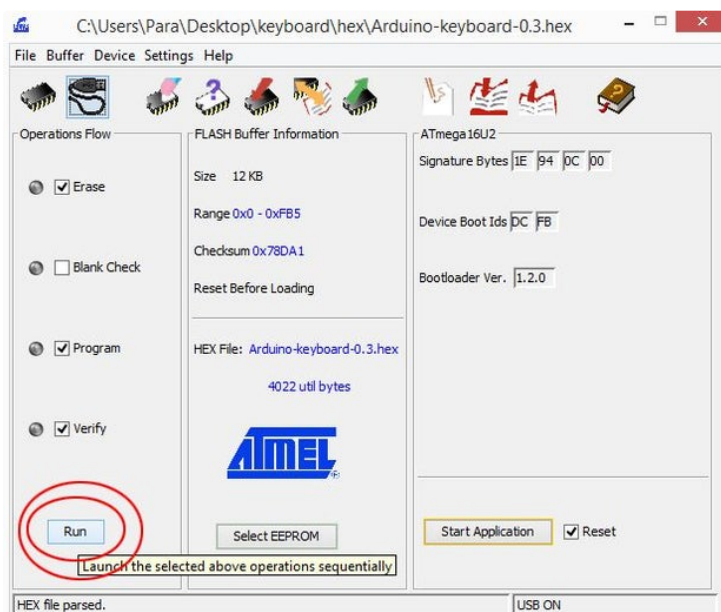 C:\Users\Para\Desktop\keyboard\hex\Arduino-keyboard-0.3.hex
File Buffer Device Settings Help
Operations Flow
Erase
Blank Check
Program
Verify
Run
Launch the selected above operations sequentially
FLASH Buffer Information
Size 12 KB
Range 0x0 - 0xFB5
Checksum 0x78DA1
Reset Before Loading
HEX File: Arduino-keyboard-0.3.hex
4022 util bytes
ATMEL
Select EEPROM
ATmega16U2
Signature Bytes 1E 94 0C 00
Device Boot Ids DC FB
Bootloader Ver. 1.2.0
Start Application Reset
HEX file parsed.
USB ON